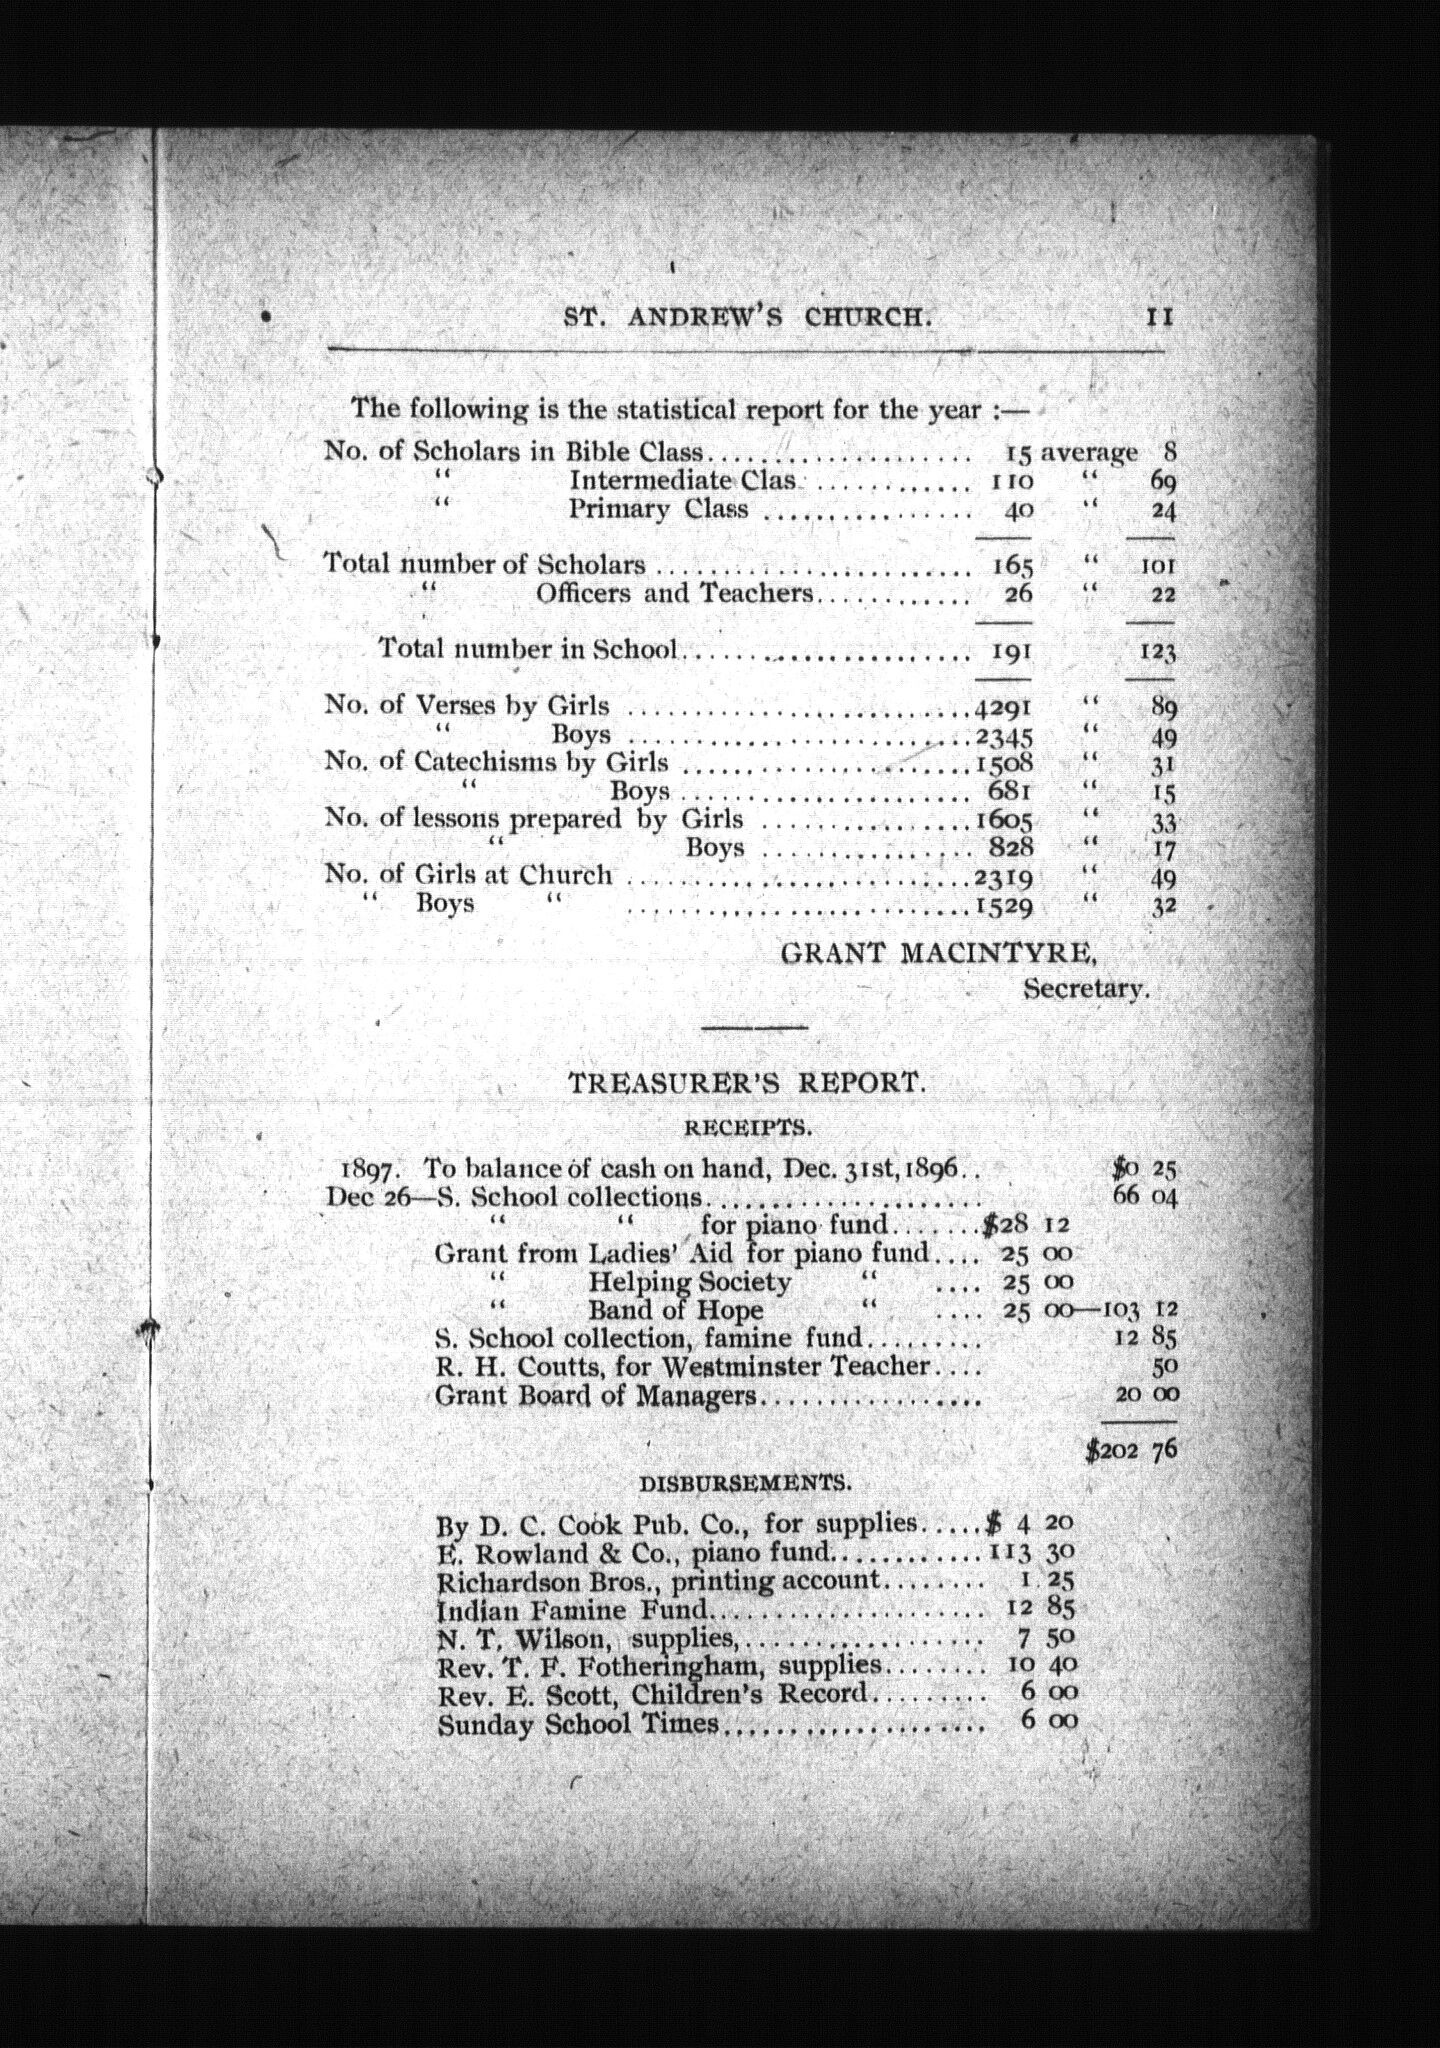 ST. ANDREW'S CHURCH. 11
The following is the statistical report for the year :—
No. of Scholars in Bible Class.................... 15 average 8
" Intermediate Clas. ............ 110 " 69
" Primary Class ................ 40 " 24
Total number of Scholars ........................ 165 " 101
" Officers and Teachers............ 26 " 22
Total number in School...................... 191 123
No. of Verses by Girls ..........................4291 " 89
" Boys ..........................2345 " 49
No. of Catechisms by Girls ......................1508 " 31
" Boys ...................... 681 " 15
No. of lessons prepared by Girls ................1605 " 33
" Boys ................ 828 " 17
No. of Girls at Church ..........................2319 " 49
" Boys " ..........................1529 " 32
GRANT MACINTYRE,
Secretary.
TREASURER'S REPORT.
RECEIPTS.
1897. To balance of cash on hand, Dec. 31st, 1896.. $0 25
Dec 26—S. School collections..................... 66 04
" " for piano fund.......$28 12
Grant from Ladies' Aid for piano fund.... 25 00
" Helping Society " .... 25 00
" Band of Hope " .... 25 00—103 12
S. School collection, famine fund......... 12 85
R. H. Coutts, for Westminster Teacher.... 50
Grant Board of Managers................. 20 00
$202 76
DISBURSEMENTS.
By D. C. Cook Pub. Co., for supplies.....$ 4 20
E. Rowland & Co., piano fund............113 30
Richardson Bros., printing account........ 1 25
Indian Famine Fund..................... 12 85
N. T. Wilson, supplies,.................. 7 50
Rev. T. F. Fotheringham, supplies........ 10 40
Rev. E. Scott, Children's Record......... 6 00
Sunday School Times.................... 6 00